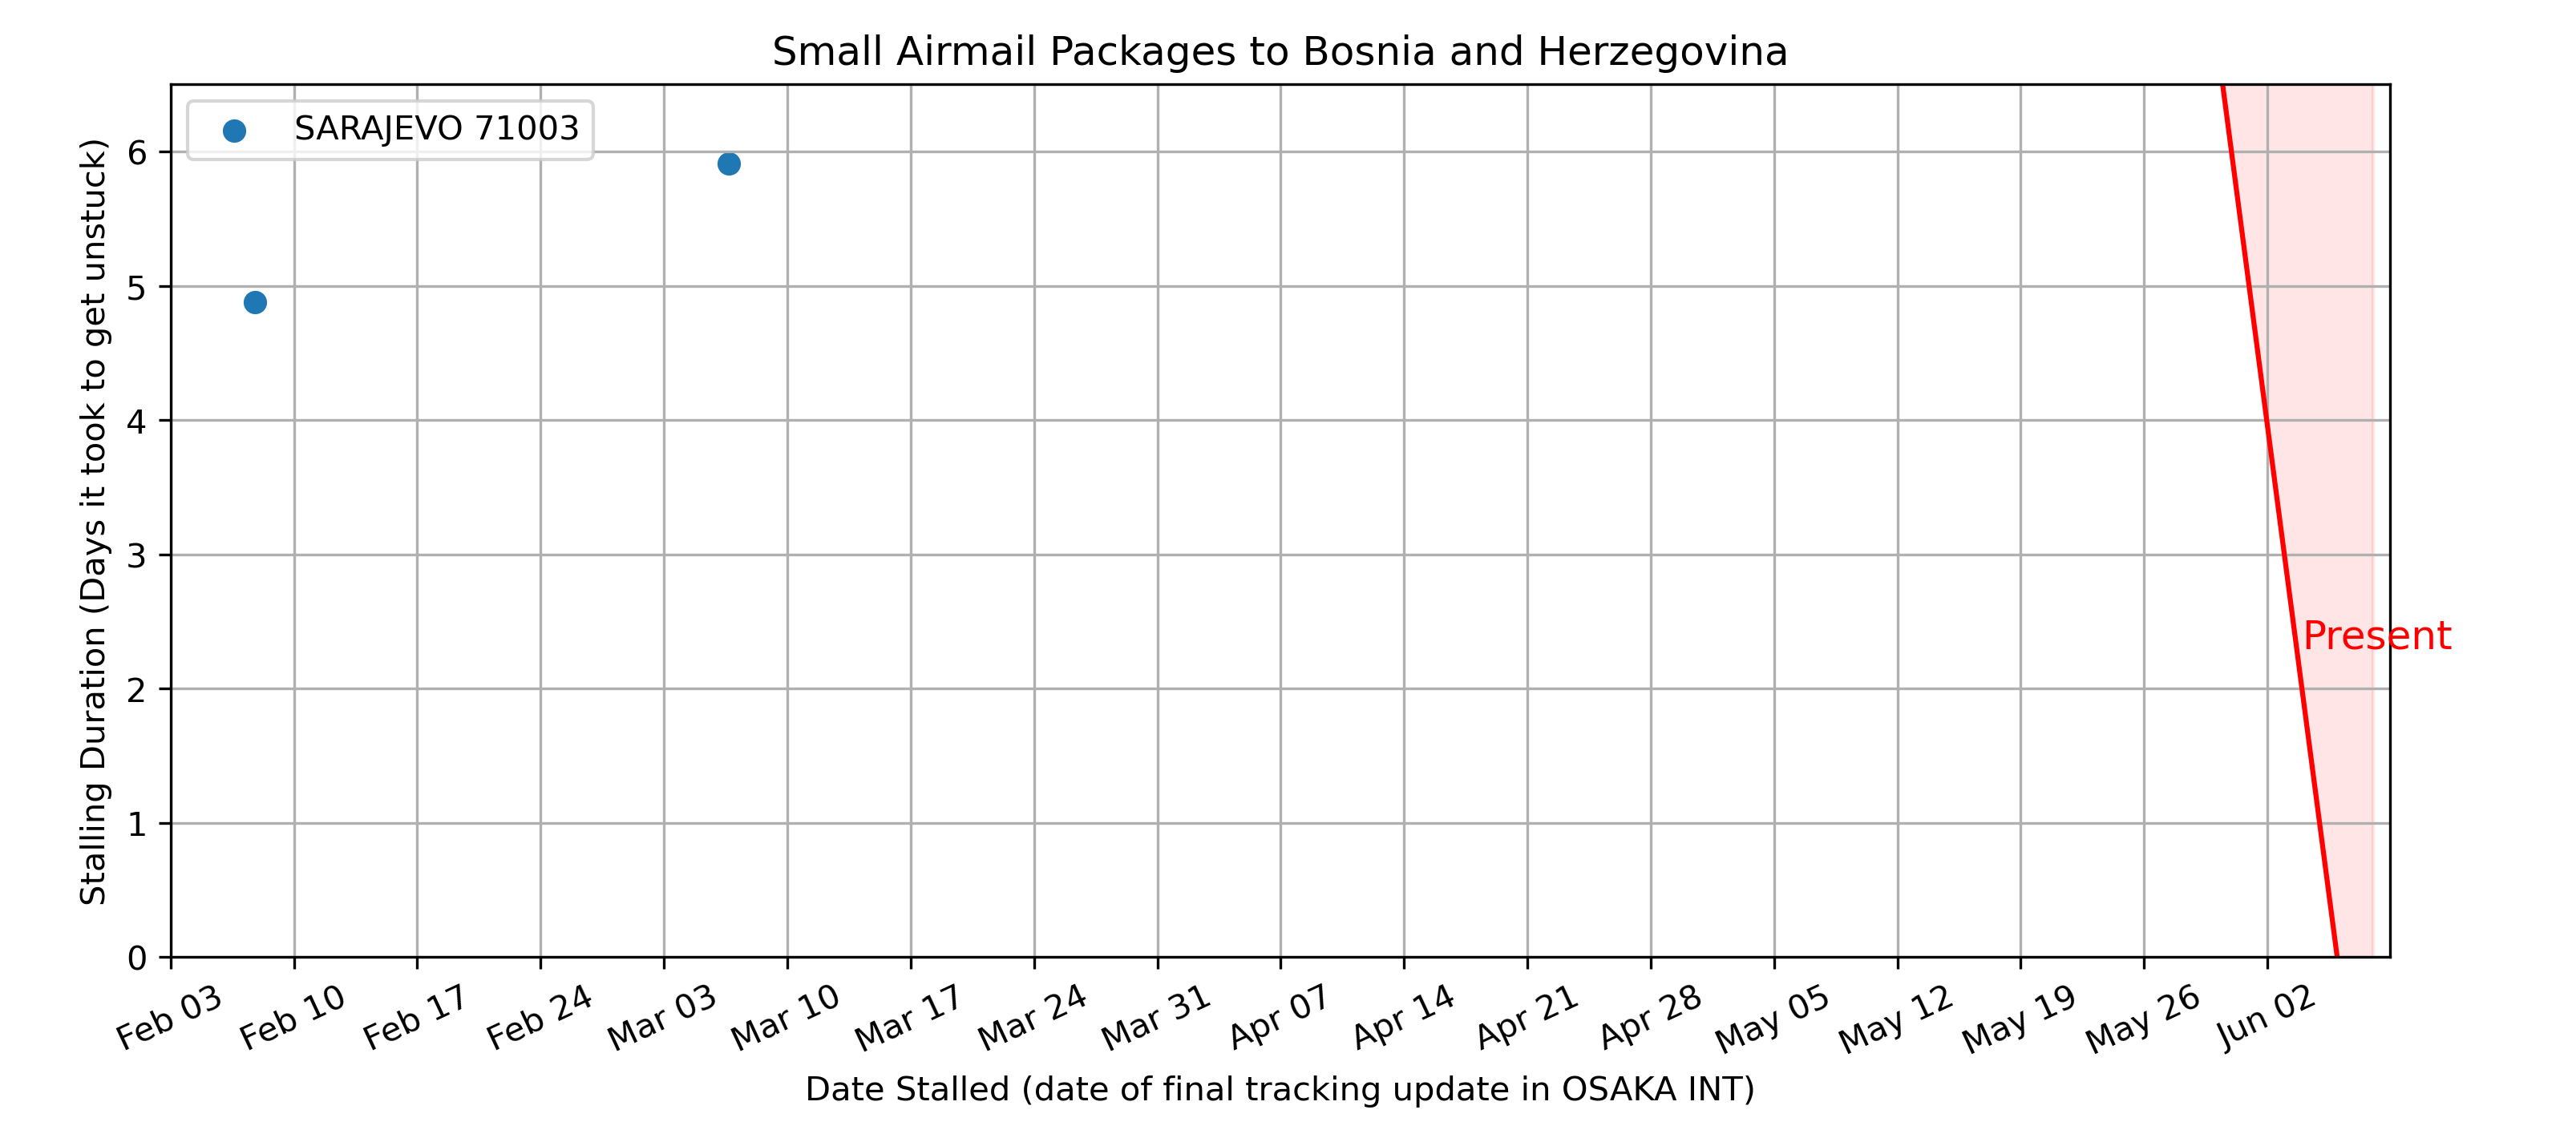 Small Airmail Packages to Bosnia and Herzegovina
SARAJEVO 71003
Stalling Duration (Days it took to get unstuck)
6
5
4
3
2
1
0
Present
Feb 03
Feb 10
Feb 17
Feb 24
Mar 03
Mar 10
Mar 17
Mar 24
Mar 31
Apr 07
Apr 14
Apr 21
Apr 28
May 05
May 12
May 19
May 26
Jun 02
Date Stalled (date of final tracking update in OSAKA INT)